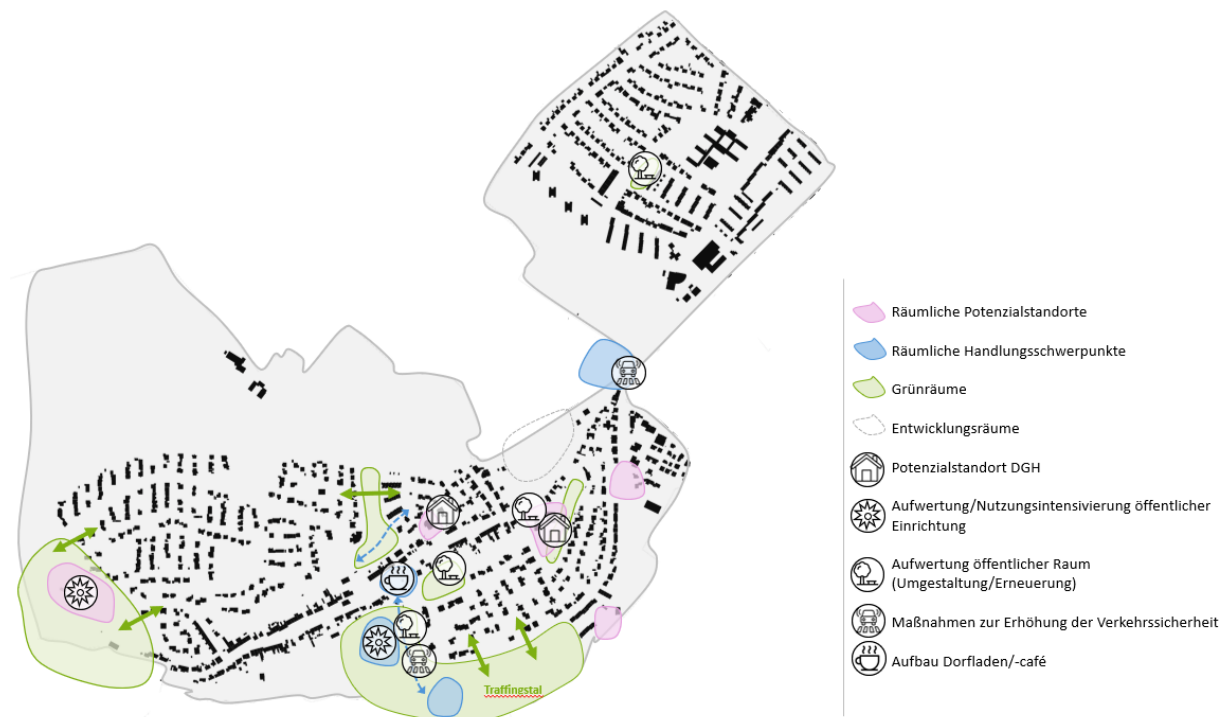 Räumliche Potenzialstandorte
Räumliche Handlungsschwerpunkte
Grünräume
Entwicklungsräume
Potenzialstandort DGH
Aufwertung/Nutzungsintensivierung öffentlicher
Einrichtung
Aufwertung öffentlicher Raum
(Umgestaltung/Erneuerung)
Maßnahmen zur Erhöhung der Verkehrssicherheit
Aufbau Dorfladen/-café
Traffingstal